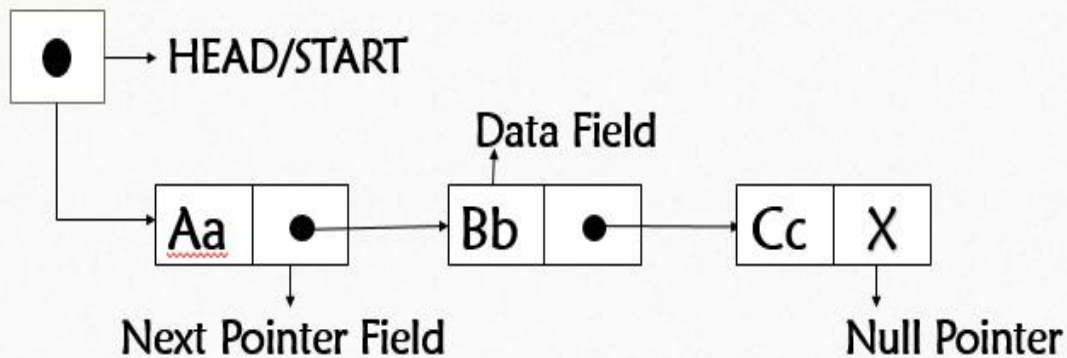 HEAD/START
Data Field
Aa
Bb
Cc
X
Next Pointer Field
Null Pointer